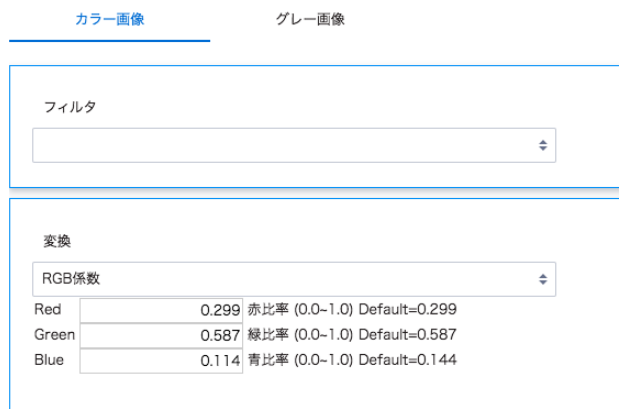 カラー画像 グレー画像
フィルタ
変換
RGB係数
Red 0.299 赤比率 (0.0~1.0) Default=0.299
Green 0.587 緑比率 (0.0~1.0) Default=0.587
Blue 0.114 青比率 (0.0~1.0) Default=0.144